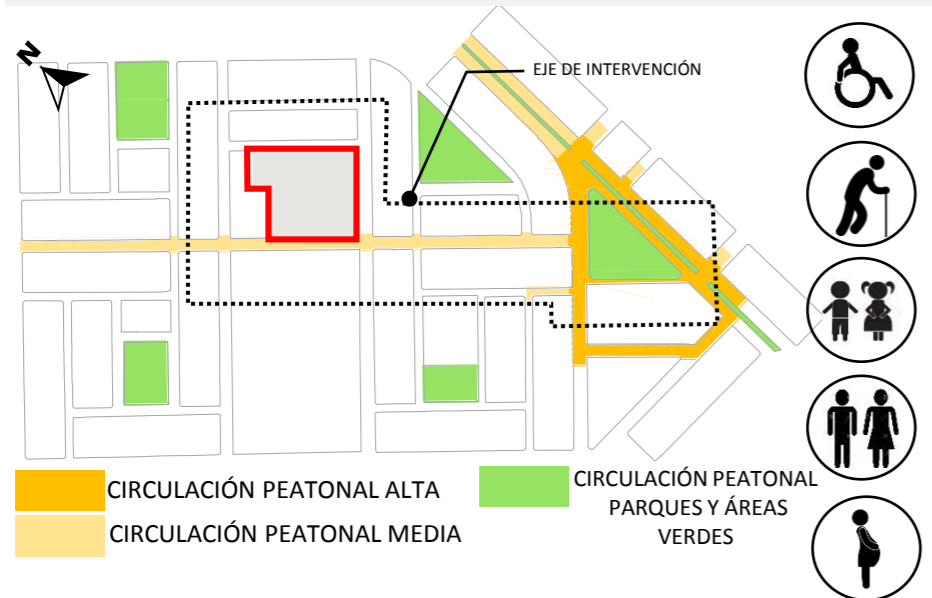 N
EJE DE INTERVENCIÓN
CIRCULACIÓN PEATONAL ALTA
CIRCULACIÓN PEATONAL MEDIA
CIRCULACIÓN PEATONAL
PARQUES Y ÁREAS
VERDES